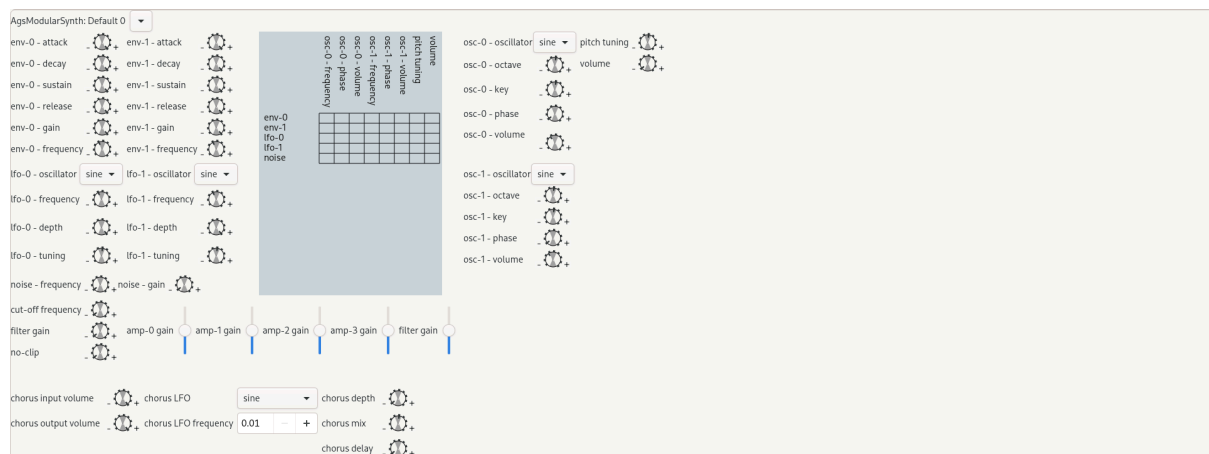 AgsModularSynth: Default 0
env-0 - attack
env-1 - attack
env-0 - decay
env-1 - decay
env-0 - sustain
env-1 - sustain
env-0 - release
env-1 - release
env-0 - gain
env-1 - gain
env-0 - frequency
env-1 - frequency
lfo-0 - oscillator sine
lfo-1 - oscillator sine
lfo-0 - frequency
lfo-1 - frequency
lfo-0 - depth
lfo-1 - depth
lfo-0 - tuning
lfo-1 - tuning
noise - frequency
noise - gain
osc-0 - frequency
osc-0 - phase
osc-0 - volume
osc-1 - frequency
osc-1 - phase
osc-1 - volume
pitch tuning
volume
env-0
env-1
lfo-0
lfo-1
noise
osc-0 - oscillator sine
pitch tuning
osc-0 - octave
volume
osc-0 - key
osc-0 - phase
osc-0 - volume
osc-1 - oscillator sine
osc-1 - octave
osc-1 - key
osc-1 - phase
osc-1 - volume
cut-off frequency
filter gain
no-clip
amp-0 gain
amp-1 gain
amp-2 gain
amp-3 gain
filter gain
chorus input volume
chorus LFO sine
chorus depth
chorus output volume
chorus LFO frequency 0.01 − +
chorus mix
chorus delay